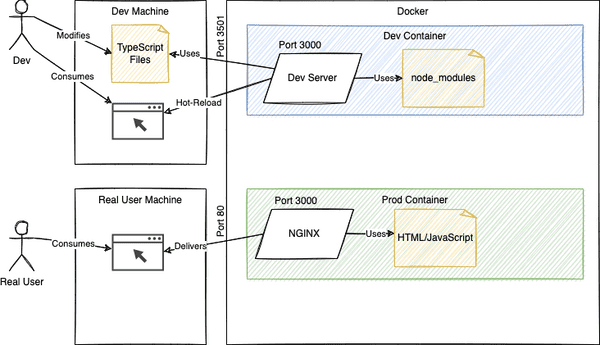 Dev Machine
Port 3501
Docker
Modifies
TypeScript
Files
Uses
Port 3000
Dev Container
Dev
Consumes
Dev Server
Uses
node_modules
Hot-Reload
Real User Machine
Port 80
Port 3000
Prod Container
Consumes
Delivers
NGINX
Uses
HTML/JavaScript
Real User